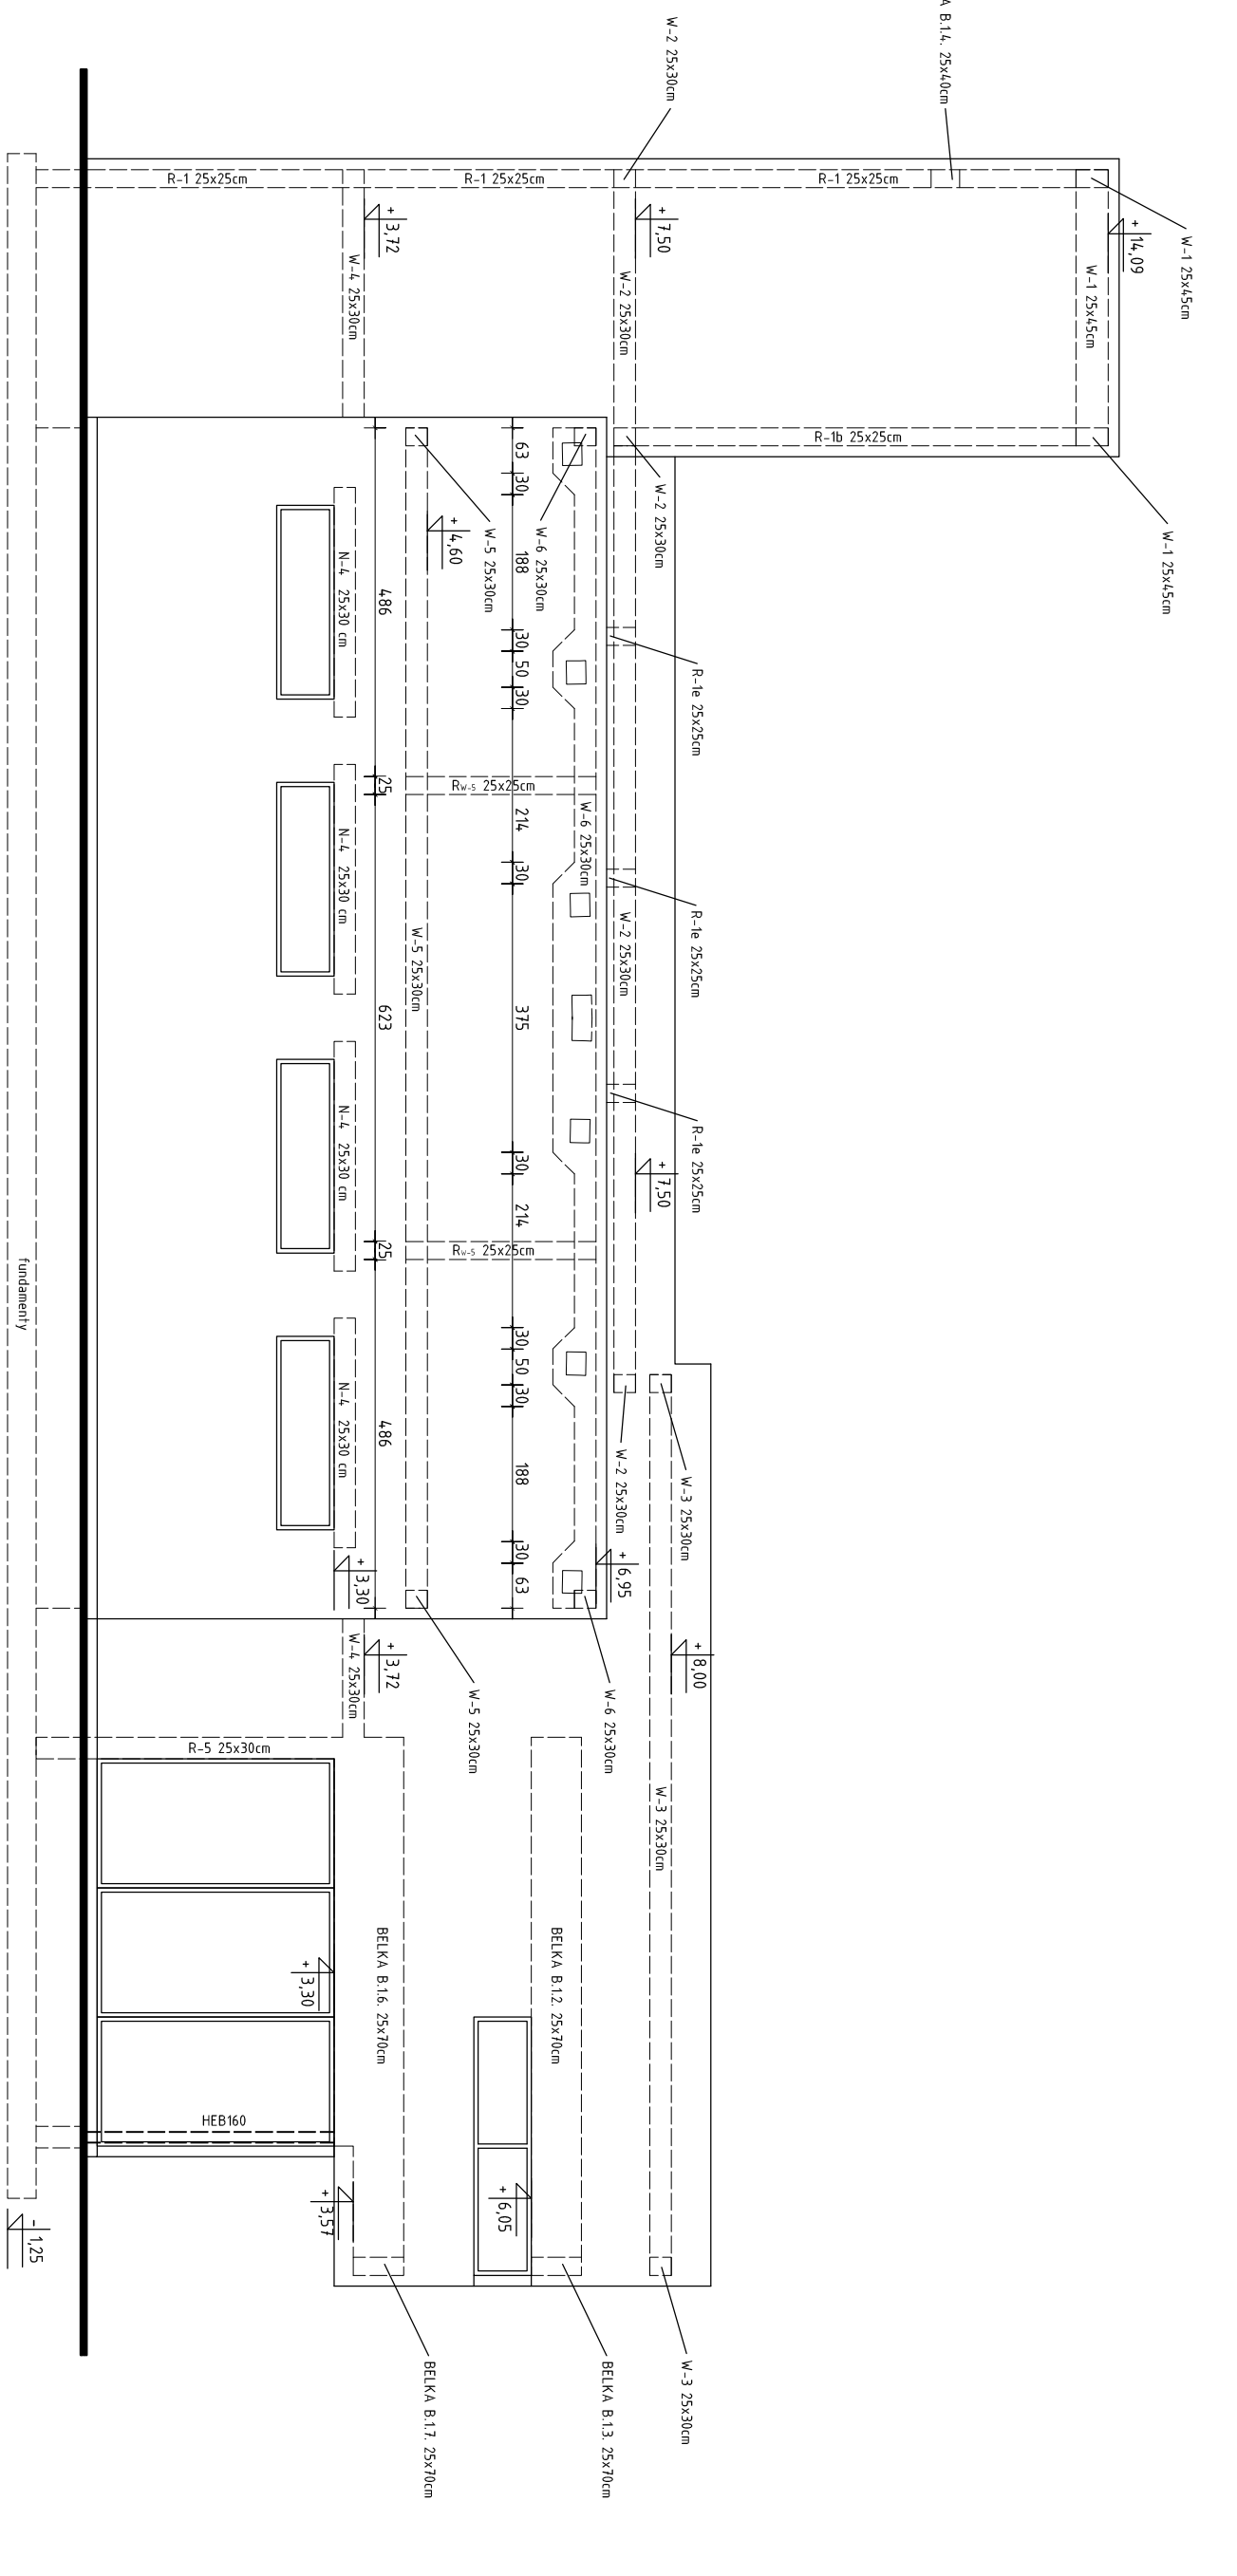 W-1 25x45cm
W-1 25x45cm
+ 14,09
W-1 25x45cm
A B.1.4. 25x40cm
R-1 25x25cm
R-1b 25x25cm
W-2 25x30cm
+ 7,50
W-2 25x30cm
W-2 25x30cm
R-1e 25x25cm
R-1e 25x25cm
R-1e 25x25cm
+ 7,50
W-2 25x30cm
W-2 25x30cm
W-3 25x30cm
+ 8,00
W-3 25x30cm
W-3 25x30cm
+ 6,95
W-6 25x30cm
W-6 25x30cm
W-6 25x30cm
63 30 188 30 50 30 214 30 375 30 214 30 50 30 188 30 63
R-1 25x25cm
RW-5 25x25cm
RW-5 25x25cm
BELKA B.1.2. 25x70cm
BELKA B.1.3. 25x70cm
+ 6,05
W-5 25x30cm
+ 4,60
W-5 25x30cm
W-5 25x30cm
486 25 623 25 486
+ 3,72
W-4 25x30cm
+ 3,72
W-4 25x30cm
BELKA B.1.6. 25x70cm
BELKA B.1.7. 25x70cm
+ 3,57
N-4 25x30 cm
N-4 25x30 cm
N-4 25x30 cm
N-4 25x30 cm
+ 3,30
+ 3,30
R-1 25x25cm
R-5 25x30cm
HEB160
fundamenty
- 1,25